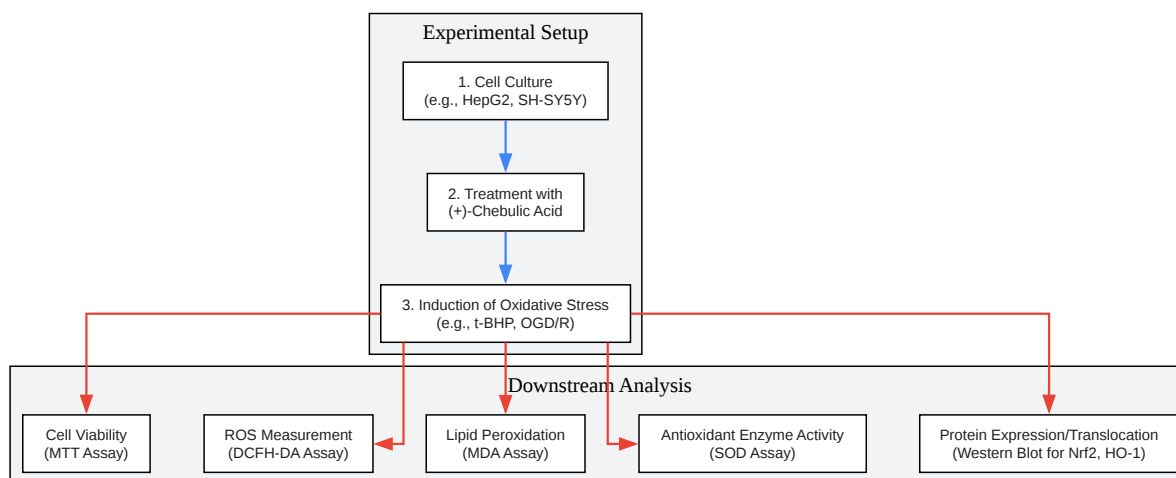 Experimental Setup
1. Cell Culture
(e.g., HepG2, SH-SY5Y)
2. Treatment with
(+)-Chebulic Acid
3. Induction of Oxidative Stress
(e.g., t-BHP, OGD/R)
Downstream Analysis
Cell Viability
(MTT Assay)
ROS Measurement
(DCFH-DA Assay)
Lipid Peroxidation
(MDA Assay)
Antioxidant Enzyme Activity
(SOD Assay)
Protein Expression/Translocation
(Western Blot for Nrf2, HO-1)